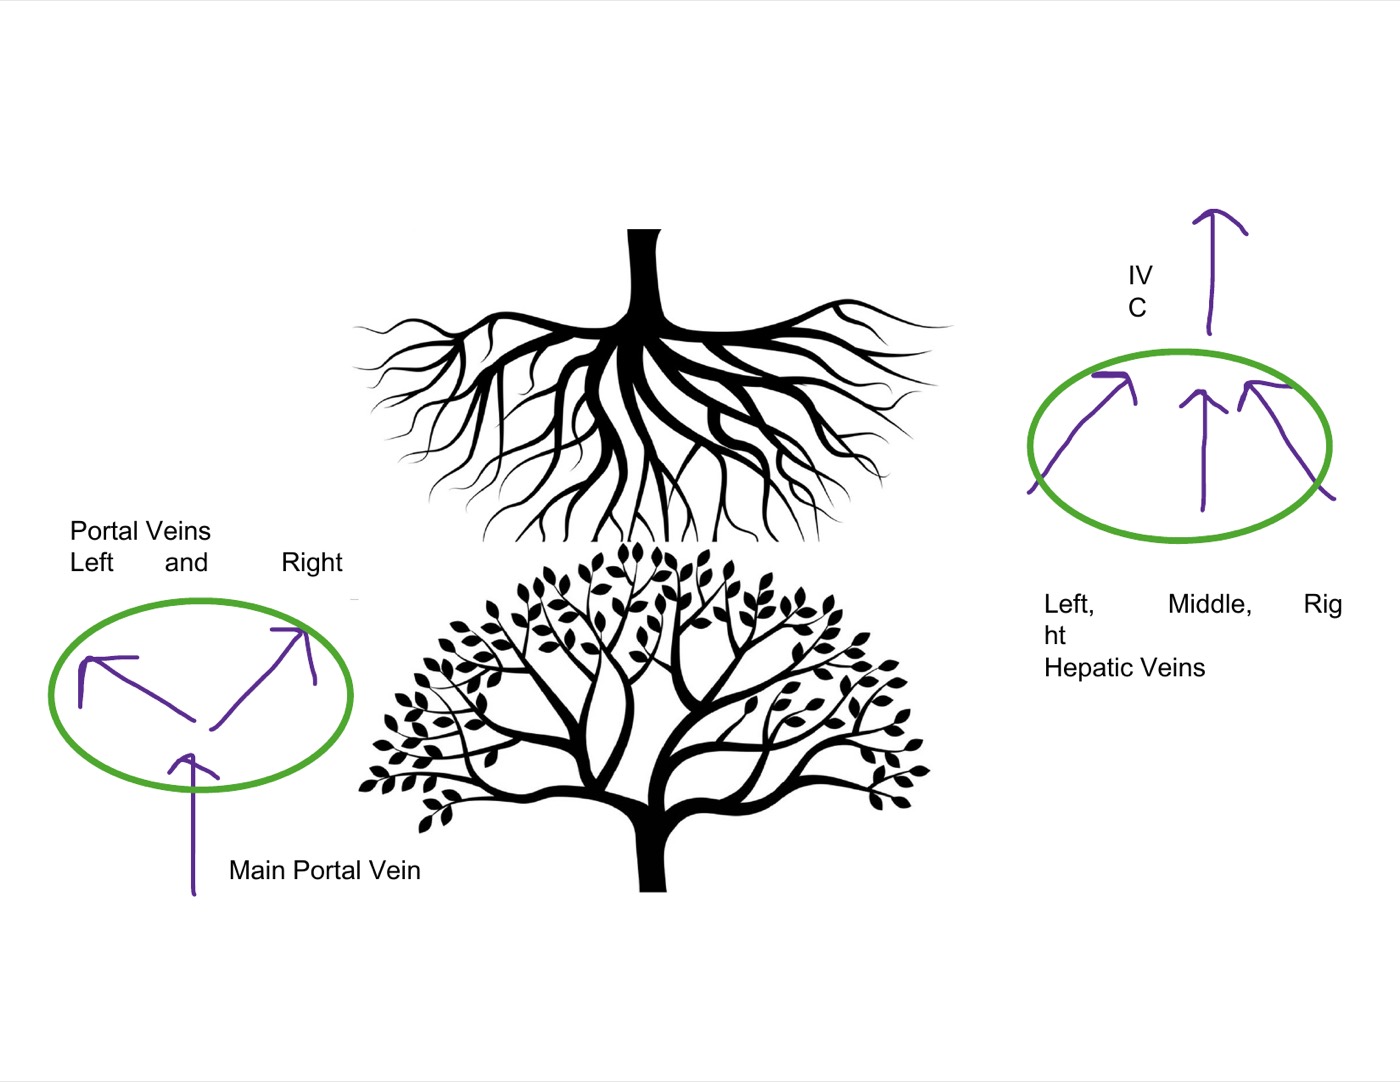 IV
C
Portal Veins
Left and Right
Left, Middle, Rig
ht
Hepatic Veins
Main Portal Vein